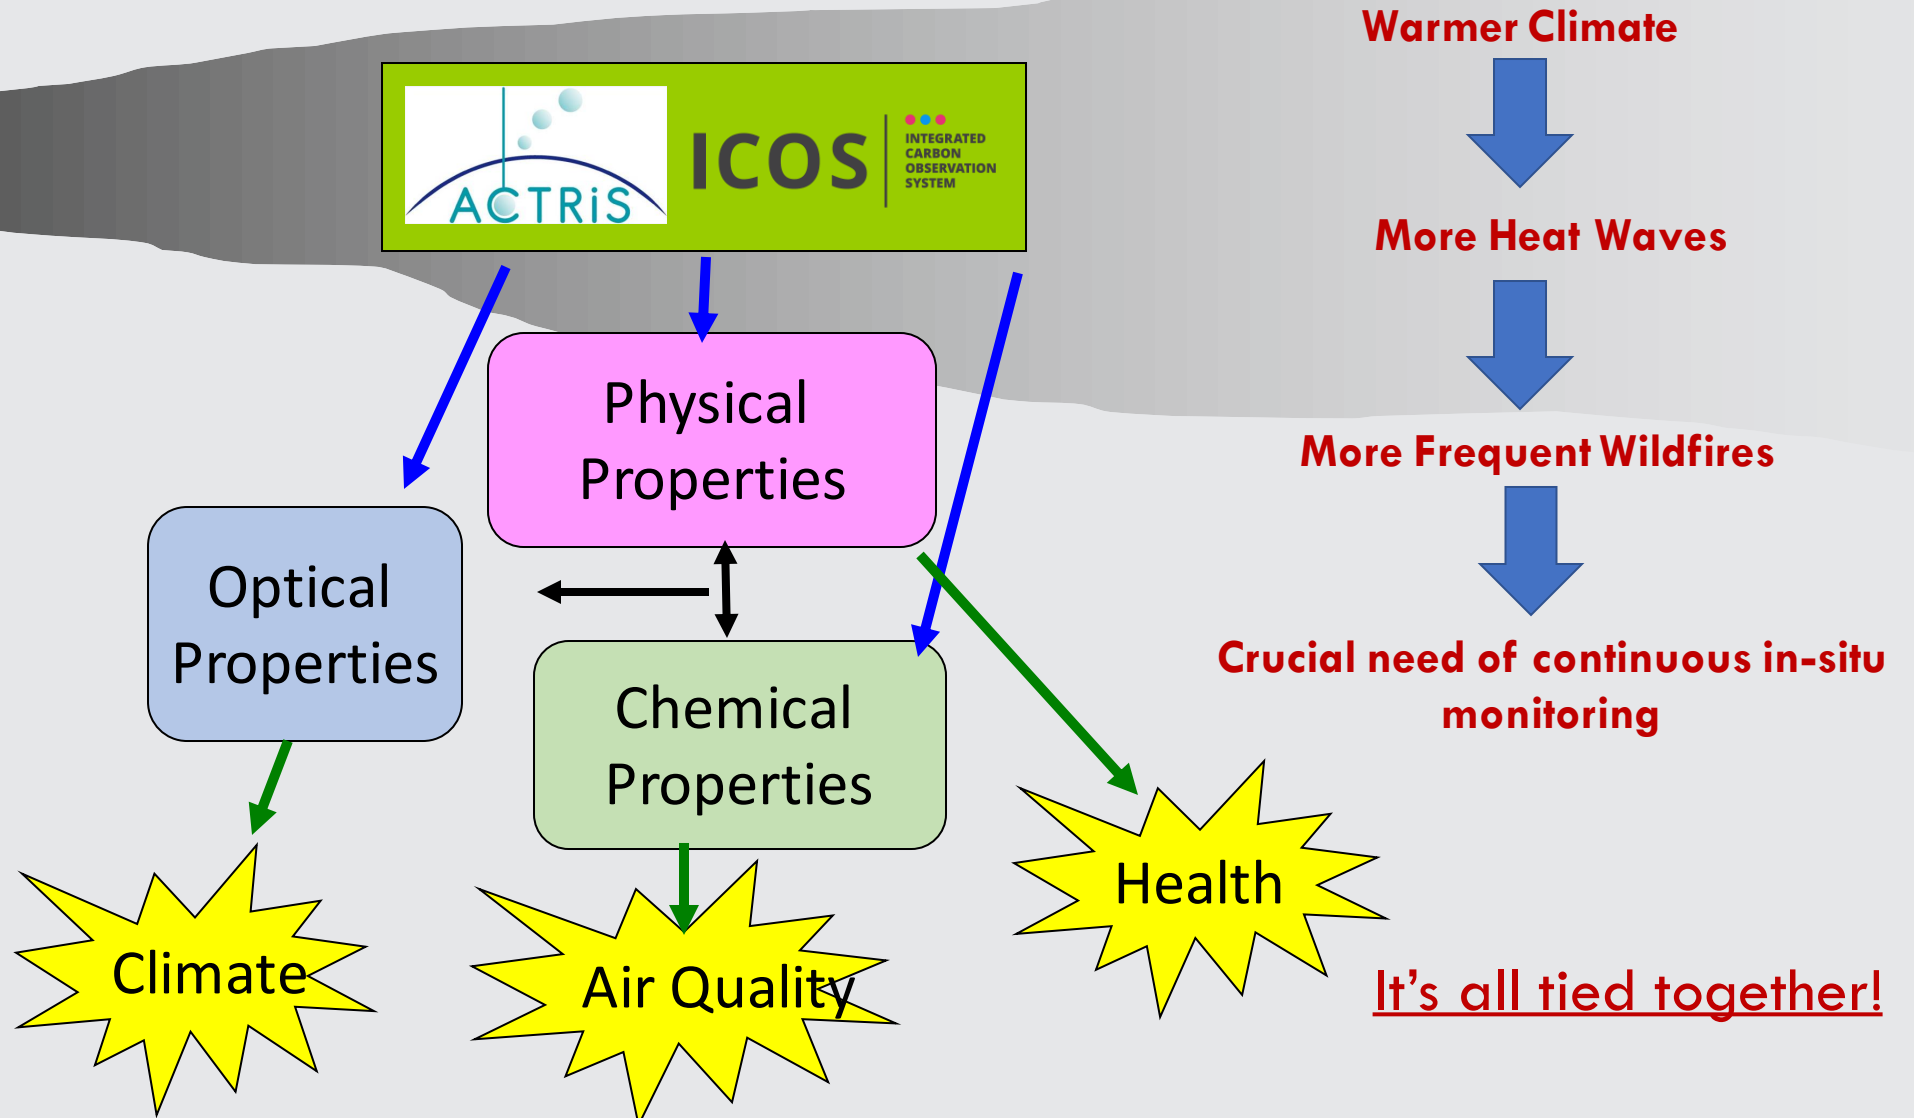 ACTRiS
ICOS
INTEGRATED
CARBON
OBSERVATION
SYSTEM
Physical
Properties
Optical
Properties
Chemical
Properties
Climate
Air Quality
Health
Warmer Climate
More Heat Waves
More Frequent Wildfires
Crucial need of continuous in-situ
monitoring
It's all tied together!